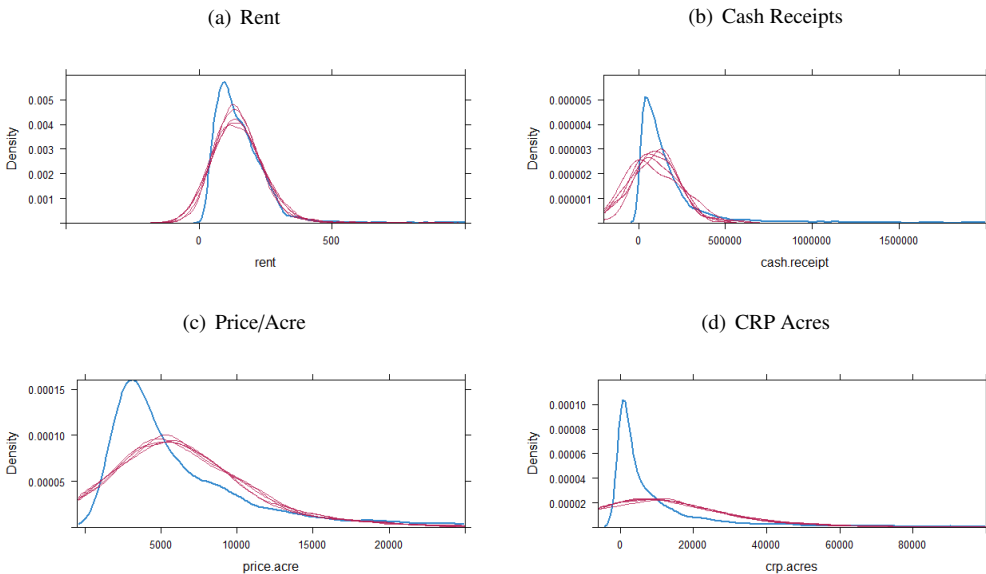 (a) Rent
Density
0.005
0.004
0.003
0.002
0.001
0
500
rent
(b) Cash Receipts
Density
0.000005
0.000004
0.000003
0.000002
0.000001
0
500000
1000000
1500000
cash.receipt
(c) Price/Acre
Density
0.00015
0.00010
0.00005
5000
10000
15000
20000
price.acre
(d) CRP Acres
Density
0.00010
0.00008
0.00006
0.00004
0.00002
0
20000
40000
60000
80000
crp.acres